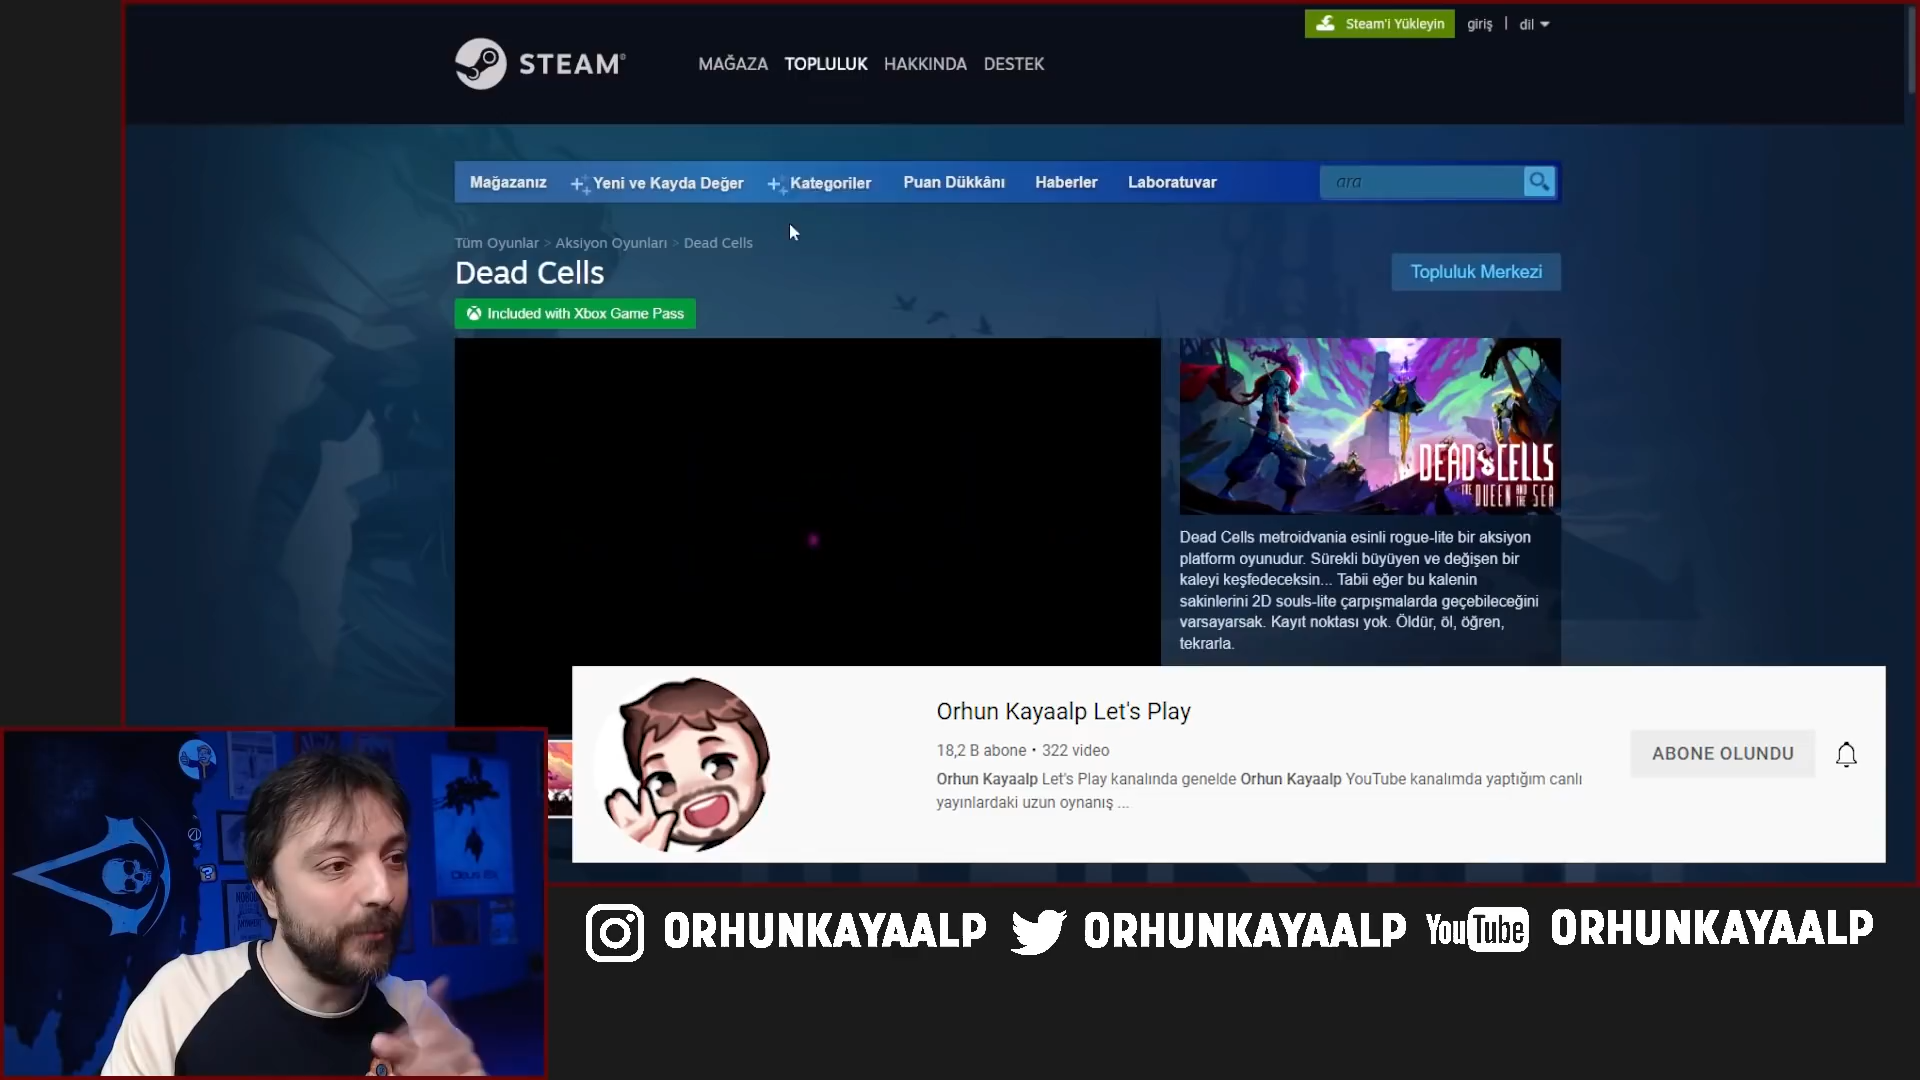 Steam'i Yükleyin giriş | dil
STEAM®
MAĞAZA TOPLULUK HAKKINDA DESTEK
Mağazanız Yeni ve Kayda Değer Kategoriler Puan Dükkânı Haberler Laboratuvar ara
Tüm Oyunlar > Aksiyon Oyunları > Dead Cells
Dead Cells
Topluluk Merkezi
Included with Xbox Game Pass
DEAD CELLS
THE QUEEN AND THE SEA
Dead Cells metroidvania esinli rogue-lite bir aksiyon
platform oyunudur. Sürekli büyüyen ve değişen bir
kaleyi keşfedeceksin... Tabii eğer bu kalenin
sakinlerini 2D souls-lite çarpışmalarda geçebileceğini
varsayarsak. Kayıt noktası yok. Öldür, öl, öğren,
tekrarla.
Orhun Kayaalp Let's Play
18,2 B abone • 322 video
Orhun Kayaalp Let's Play kanalında genelde Orhun Kayaalp YouTube kanalımda yaptığım canlı
yayınlardaki uzun oynanış ...
ABONE OLUNDU
ORHUNKAYAALP ORHUNKAYAALP YouTube ORHUNKAYAALP